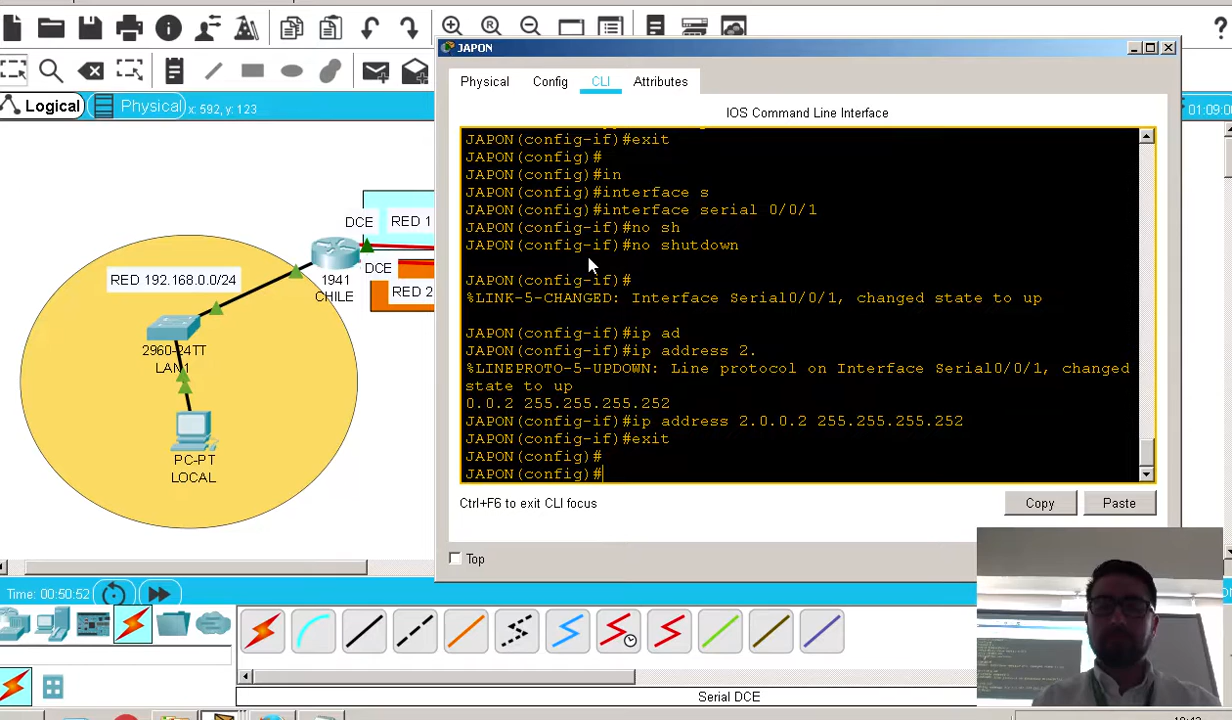 JAPON
Physical
Config
CLI
Attributes
Logical
Physical
x: 592, y: 123
01:09:0
IOS Command Line Interface
JAPON(config-if)#exit
JAPON(config)#
JAPON(config)#in
JAPON(config)#interface s
JAPON(config)#interface serial 0/0/1
JAPON(config-if)#no sh
JAPON(config-if)#no shutdown
JAPON(config-if)#
%LINK-5-CHANGED: Interface Serial0/0/1, changed state to up
JAPON(config-if)#ip ad
JAPON(config-if)#ip address 2.
%LINEPROTO-5-UPDOWN: Line protocol on Interface Serial0/0/1, changed
state to up
0.0.2 255.255.255.252
JAPON(config-if)#ip address 2.0.0.2 255.255.255.252
JAPON(config-if)#exit
JAPON(config)#
JAPON(config)#
Ctrl+F6 to exit CLI focus
Copy
Paste
Top
DCE
RED 1
DCE
RED 2
1941
CHILE
RED 192.168.0.0/24
2960-24TT
LAN1
PC-PT
LOCAL
Time: 00:50:52
Serial DCE